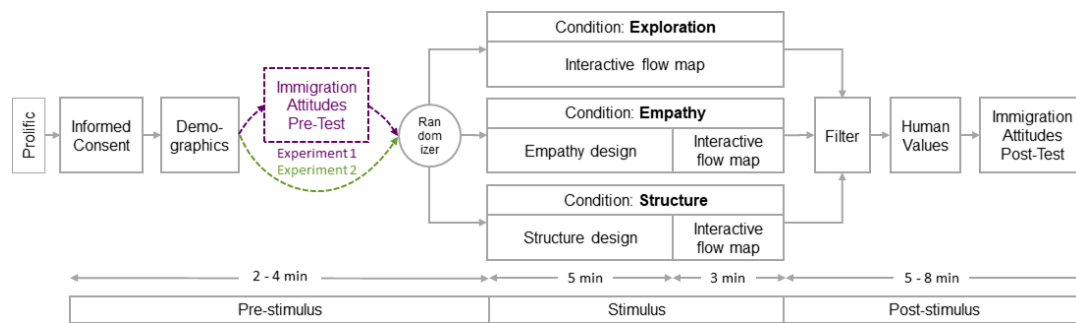 Prolific
Informed
Consent
Demo-
graphics
Immigration
Attitudes
Pre-Test
Experiment 1
Experiment 2
Ran
dom
izer
Condition: Exploration
Interactive flow map
Condition: Empathy
Empathy design
Interactive
flow map
Condition: Structure
Structure design
Interactive
flow map
Filter
Human
Values
Immigration
Attitudes
Post-Test
2 - 4 min
5 min
3 min
5 - 8 min
Pre-stimulus
Stimulus
Post-stimulus